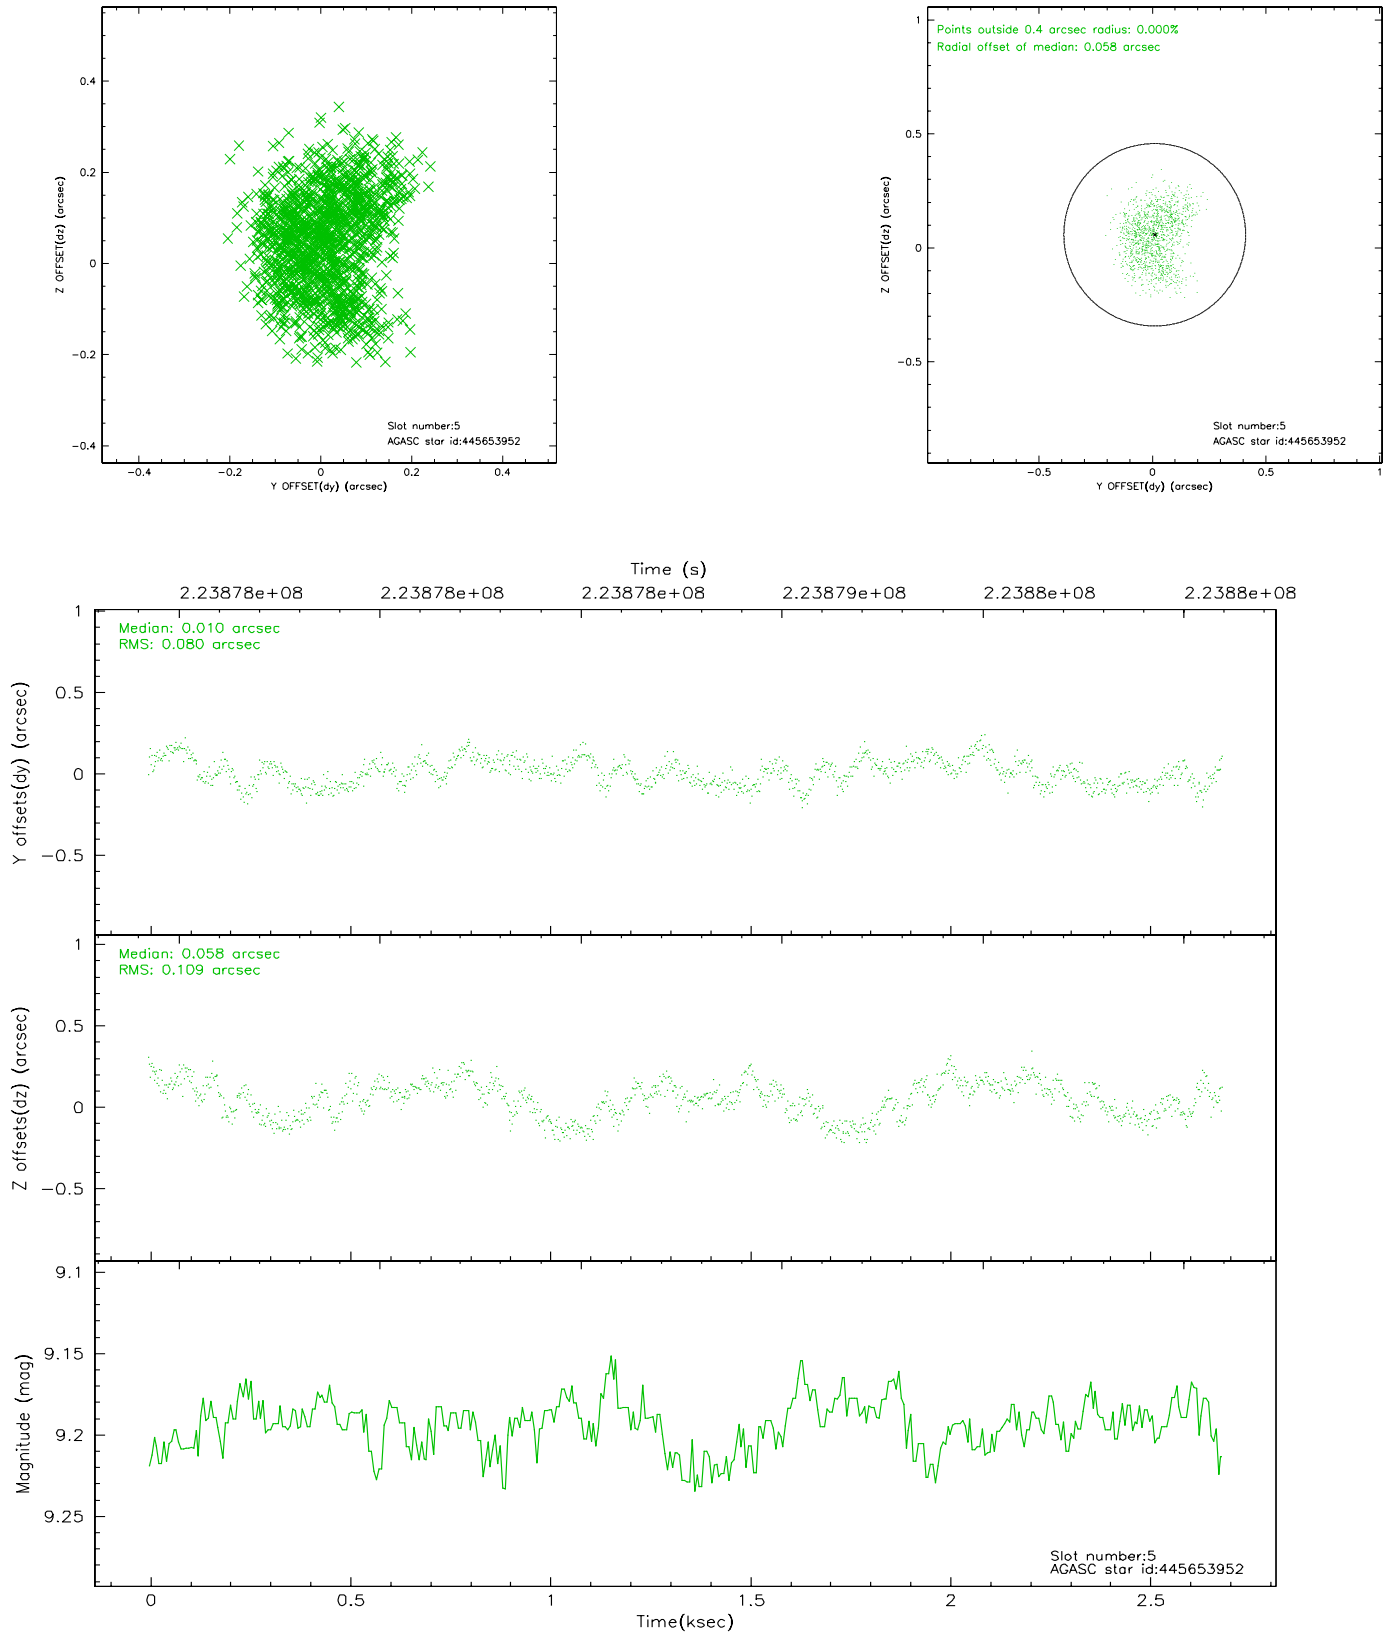 0.4
0.2
0
−0.2
−0.4
Z OFFSET(dz) (arcsec)
Slot number:5
AGASC star id:445653952
−0.4 −0.2 0 0.2 0.4
Y OFFSET(dy) (arcsec)
Points outside 0.4 arcsec radius: 0.000%
Radial offset of median: 0.058 arcsec
1
0.5
0
−0.5
Z OFFSET(dz) (arcsec)
Slot number:5
AGASC star id:445653952
−0.5 0 0.5 1
Y OFFSET(dy) (arcsec)
Time (s)
2.23878e+08 2.23878e+08 2.23878e+08 2.23879e+08 2.2388e+08 2.2388e+08
Median: 0.010 arcsec
RMS: 0.080 arcsec
1
0.5
0
−0.5
Y offsets(dy) (arcsec)
Median: 0.058 arcsec
RMS: 0.109 arcsec
1
0.5
0
−0.5
Z offsets(dz) (arcsec)
9.1
9.15
9.2
9.25
Magnitude (mag)
Slot number:5
AGASC star id:445653952
0 0.5 1 1.5 2 2.5
Time(ksec)